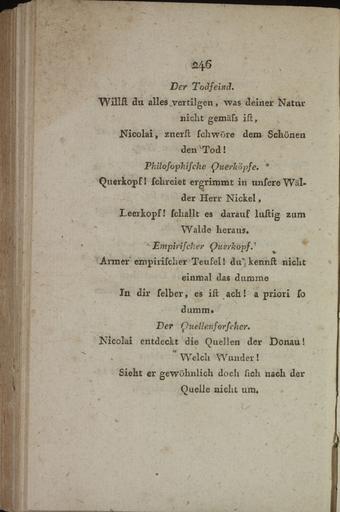 246
Der Todfeind.
Willſt du alles vertilgen, was deiner Natur
nicht gemäſs iſt,
Nicolai, znerſt ſchwöre dem Schönen
den Tod!
Philoſophiſche Querköpfe.
Querkopf! ſchreiet ergrimmt in unſere Wäl-
der Herr Nickel,
Leerkopf! ſchallt es darauf luſtig zum
Walde heraus.
Empiriſcher Querkopf.
Armer empiriſcher Teufel! du kennſt nicht
einmal das dumme
In dir ſelber, es iſt ach! a priori ſo
dumm.
Der Quellenforſcher.
Nicolai entdeckt die Quellen der Donau!
Welch Wunder!
Sieht er gewöhnlich doch ſich nach der
Quelle nicht um.